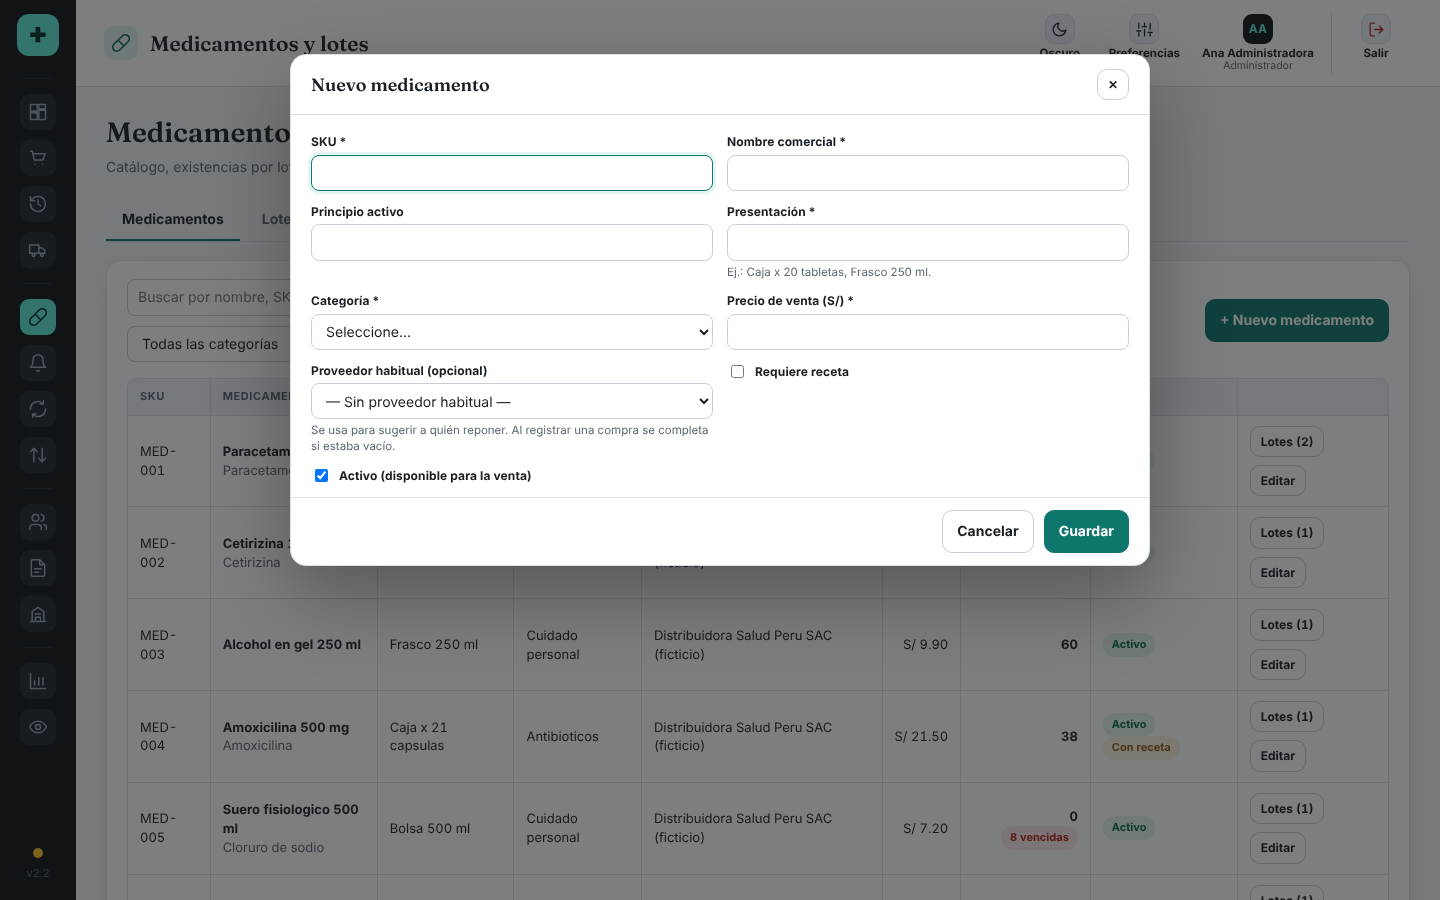 Medicamentos y lotes
Oscuro
Preferencias
AA
Ana Administradora
Administrador
Salir
Medicamento
Catálogo, existencias por lo
Medicamentos
Lote
Buscar por nombre, SK
Todas las categorías
+ Nuevo medicamento
Nuevo medicamento
×
SKU *
Nombre comercial *
Principio activo
Presentación *
Ej.: Caja x 20 tabletas, Frasco 250 ml.
Categoría *
Seleccione...
Precio de venta (S/) *
Proveedor habitual (opcional)
— Sin proveedor habitual —
Se usa para sugerir a quién reponer. Al registrar una compra se completa
si estaba vacío.
Requiere receta
Activo (disponible para la venta)
Cancelar
Guardar
SKU
MEDICAME
MED-
001
Paracetam
Paracetam
Lotes (2)
Editar
MED-
002
Cetirizina
Cetirizina
(ficticio)
Lotes (1)
Editar
MED-
003
Alcohol en gel 250 ml
Frasco 250 ml
Cuidado
personal
Distribuidora Salud Peru SAC
(ficticio)
S/ 9.90
60
Activo
Lotes (1)
Editar
MED-
004
Amoxicilina 500 mg
Amoxicilina
Caja x 21
capsulas
Antibioticos
Distribuidora Salud Peru SAC
(ficticio)
S/ 21.50
38
Activo
Con receta
Lotes (1)
Editar
MED-
005
Suero fisiologico 500
ml
Cloruro de sodio
Bolsa 500 ml
Cuidado
personal
Distribuidora Salud Peru SAC
(ficticio)
S/ 7.20
0
8 vencidas
Activo
Lotes (1)
Editar
Lotes (1)
v2.2